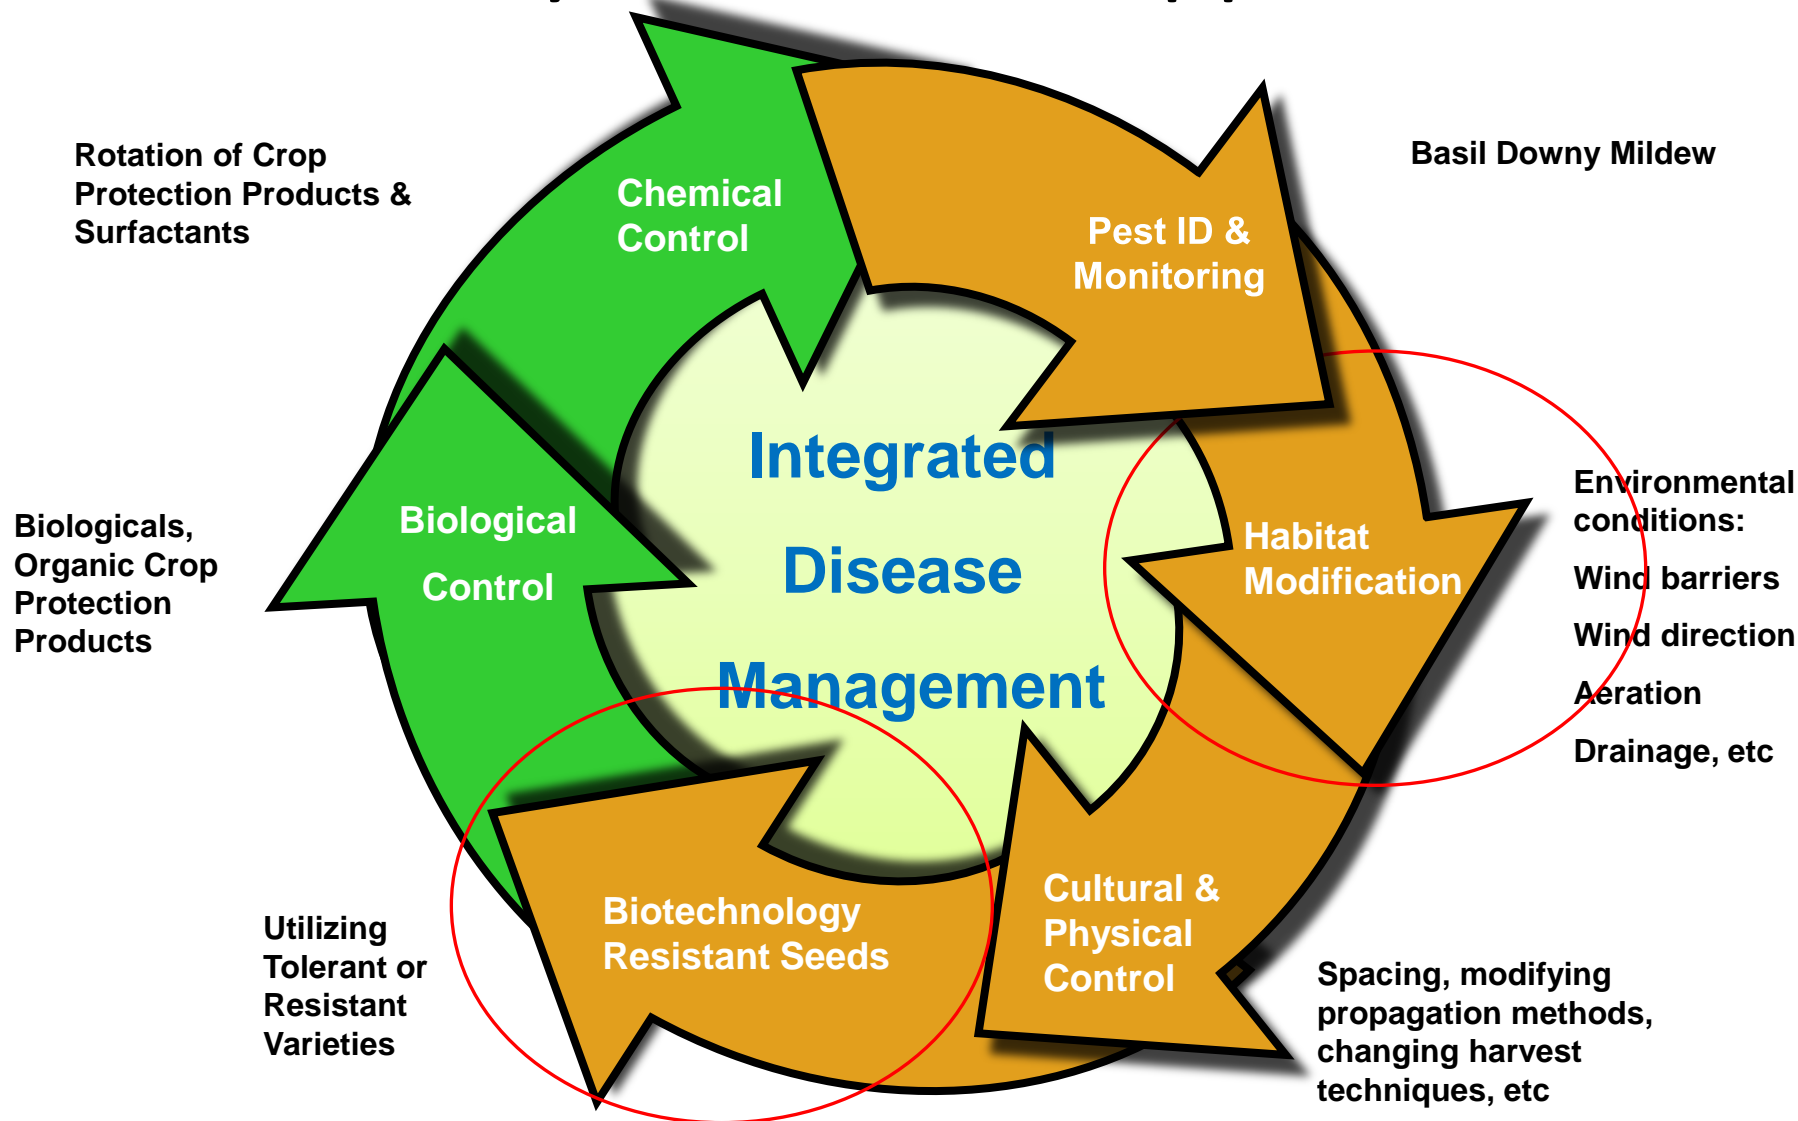 Rotation of Crop
Protection Products &
Surfactants
Chemical
Control
Pest ID &
Monitoring
Basil Downy Mildew
Integrated
Disease
Management
Habitat
Modification
Environmental
conditions:
Wind barriers
Wind direction
Aeration
Drainage, etc
Biologicals,
Organic Crop
Protection
Products
Biological
Control
Utilizing
Tolerant or
Resistant
Varieties
Biotechnology
Resistant Seeds
Cultural &
Physical
Control
Spacing, modifying
propagation methods,
changing harvest
techniques, etc